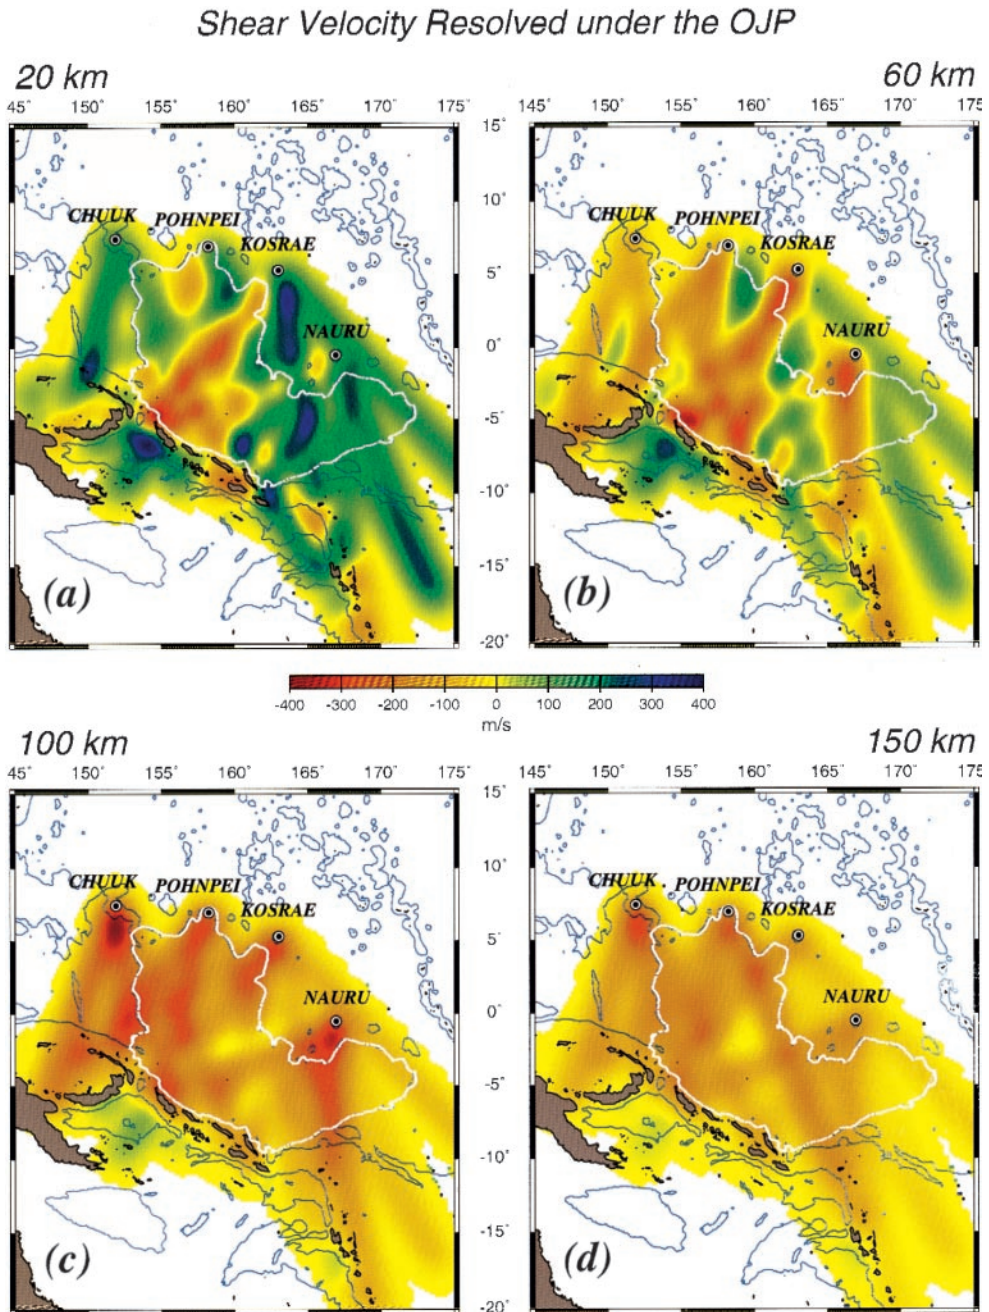 Shear Velocity Resolved under the OJP
20 km
60 km
45° 150° 155° 160° 165° 170° 175°
145° 150° 155° 160° 165° 170° 175
15°
10°
5°
0°
-5°
-10°
-15°
-20°
CHUUK
POHNPEI
KOSRAE
NAURU
(a)
CHUUK
POHNPEI
KOSRAE
NAURU
(b)
-400 -300 -200 -100 0 100 200 300 400
m/s
100 km
150 km
45° 150° 155° 160° 165° 170° 175°
145° 150° 155° 160° 165° 170° 175
15°
10°
5°
0°
-5°
-10°
-15°
-20°
CHUUK
POHNPEI
KOSRAE
NAURU
(c)
CHUUK
POHNPEI
KOSRAE
NAURU
(d)